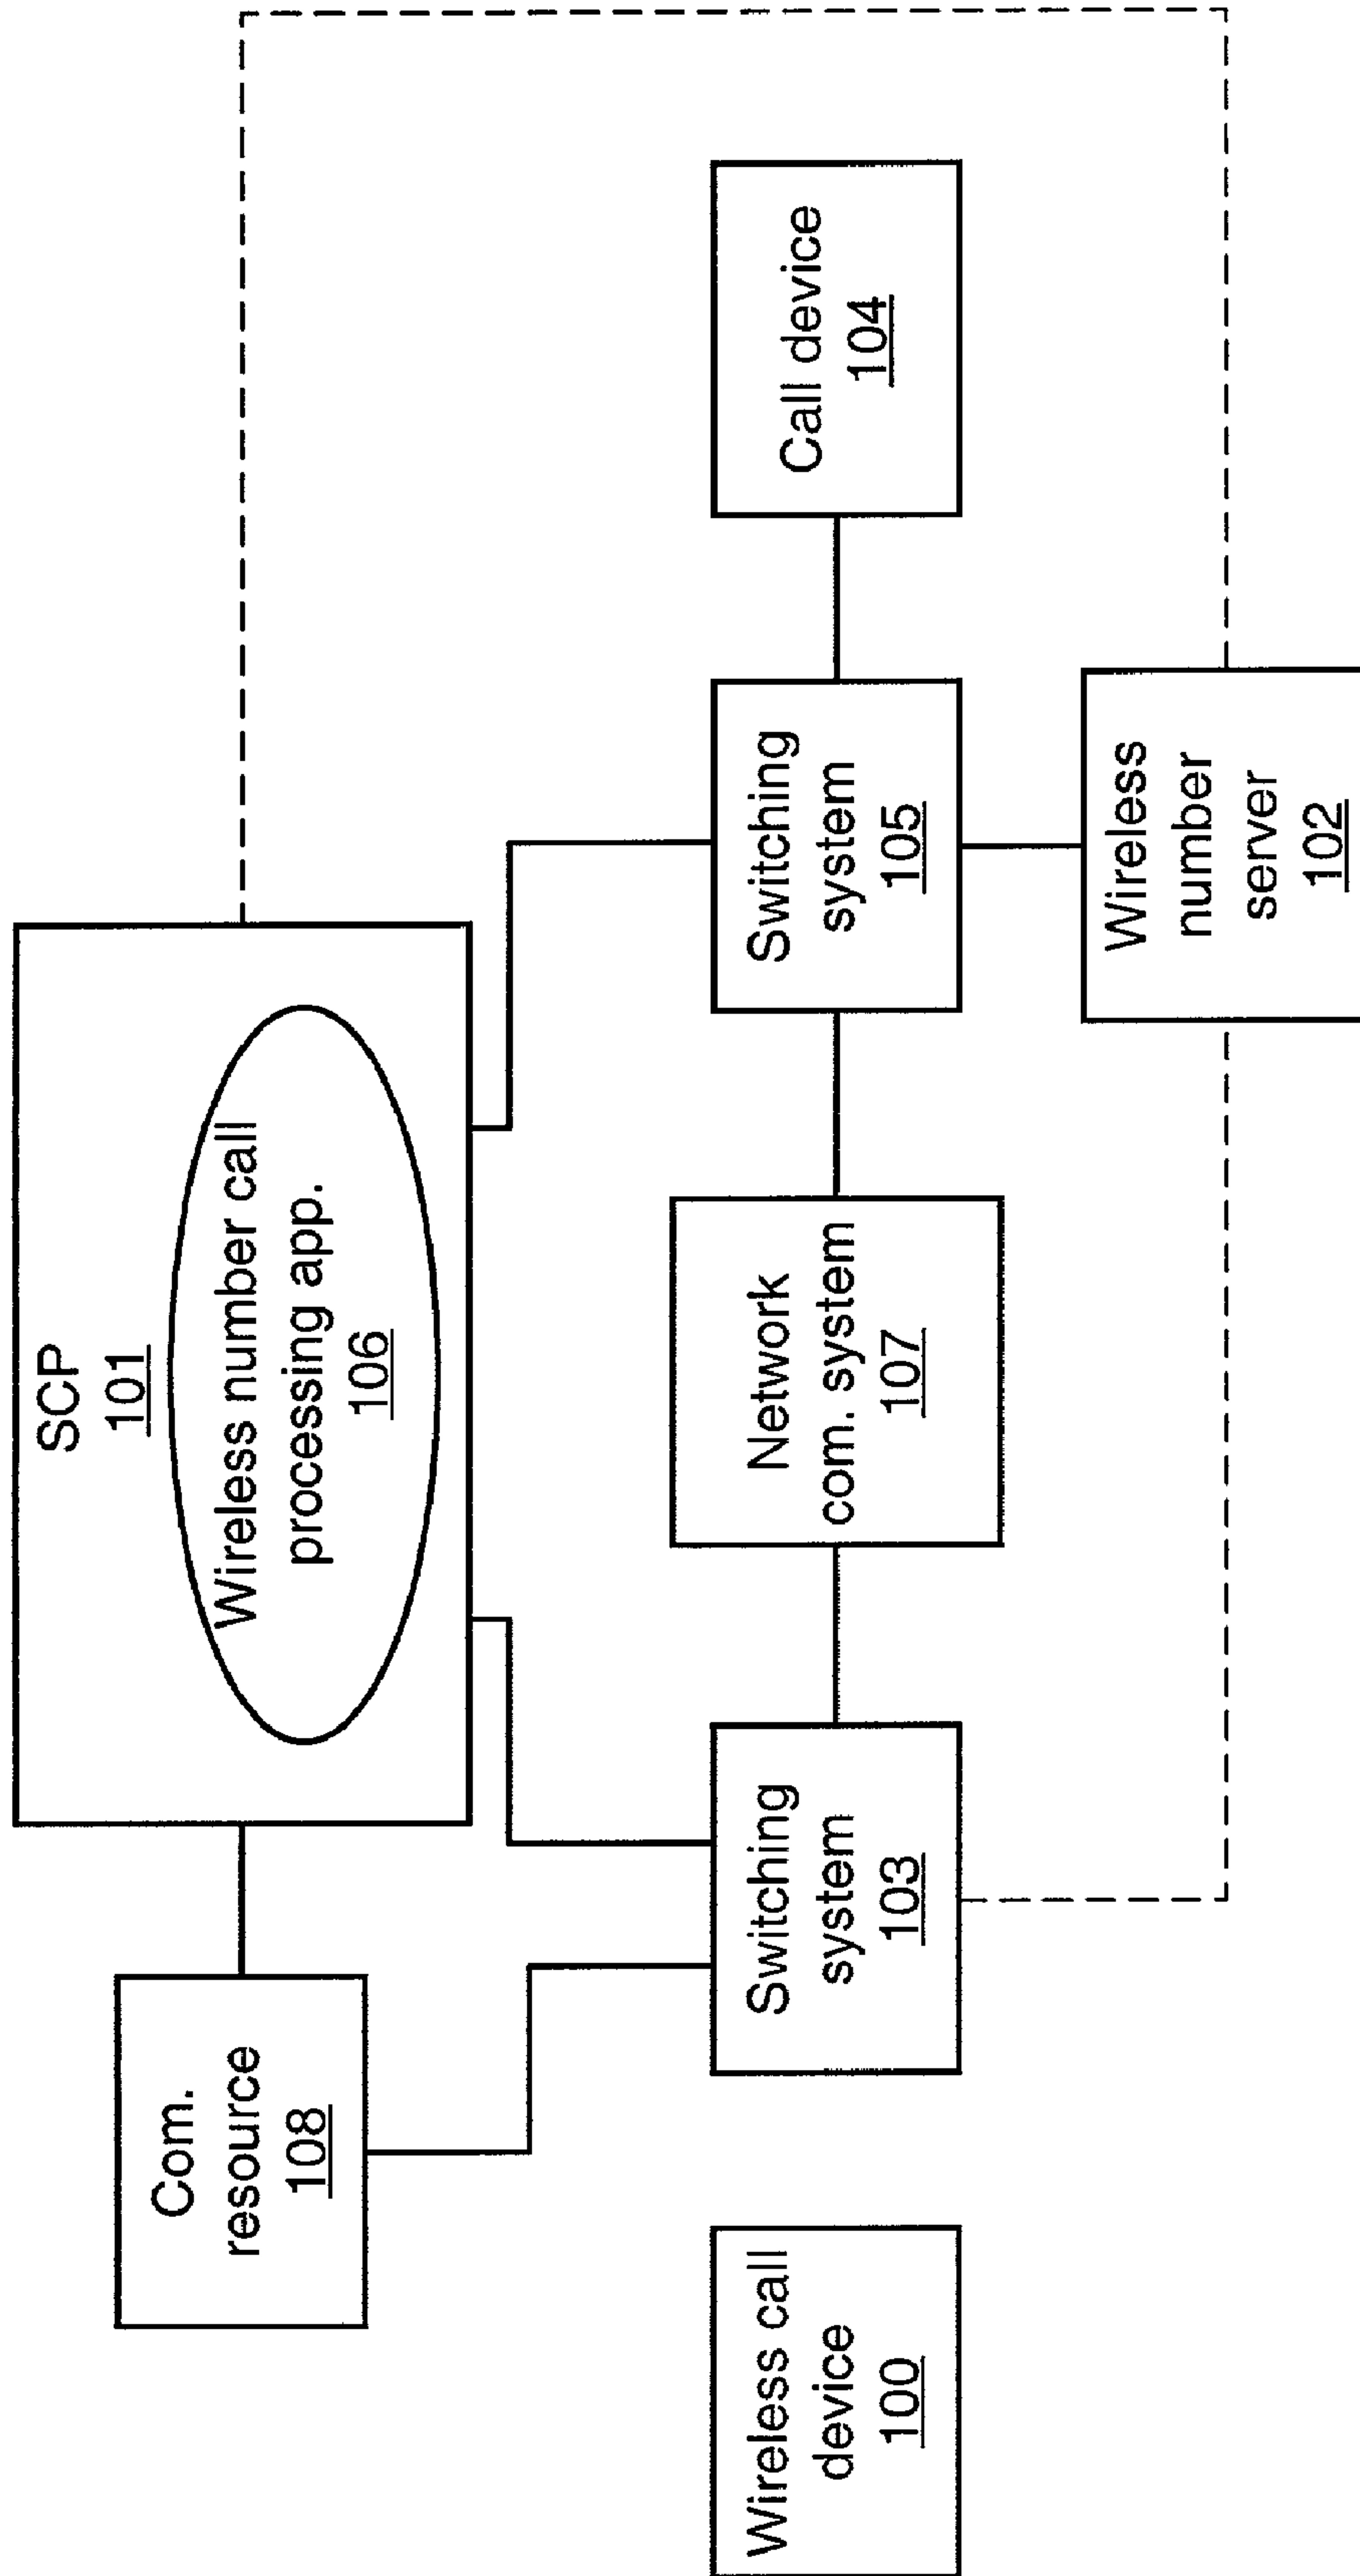 SCP
101
Wireless number call
processing app.
106
Com.
resource
108
Wireless call
device
100
Switching
system
103
Network
com. system
107
Switching
system
105
Call device
104
Wireless
number
server
102